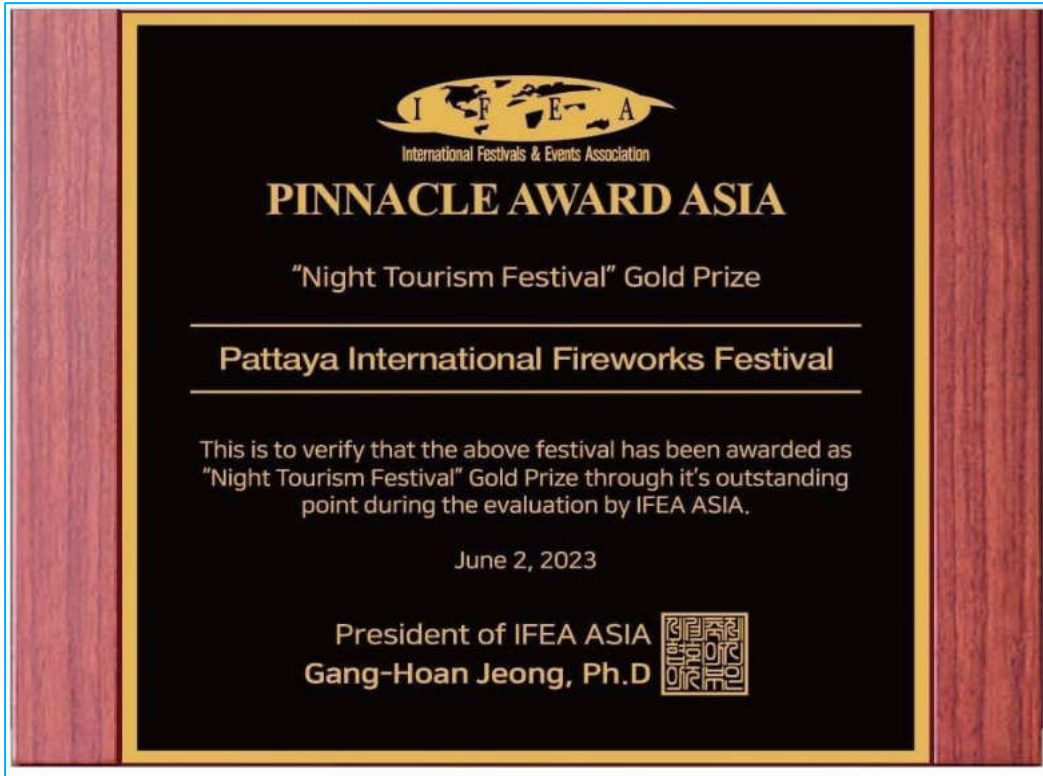 I F E A
International Festivals & Events Association
PINNACLE AWARD ASIA
"Night Tourism Festival" Gold Prize
Pattaya International Fireworks Festival
This is to verify that the above festival has been awarded as
"Night Tourism Festival" Gold Prize through it's outstanding
point during the evaluation by IFEA ASIA.
June 2, 2023
President of IFEA ASIA
Gang-Hoan Jeong, Ph.D